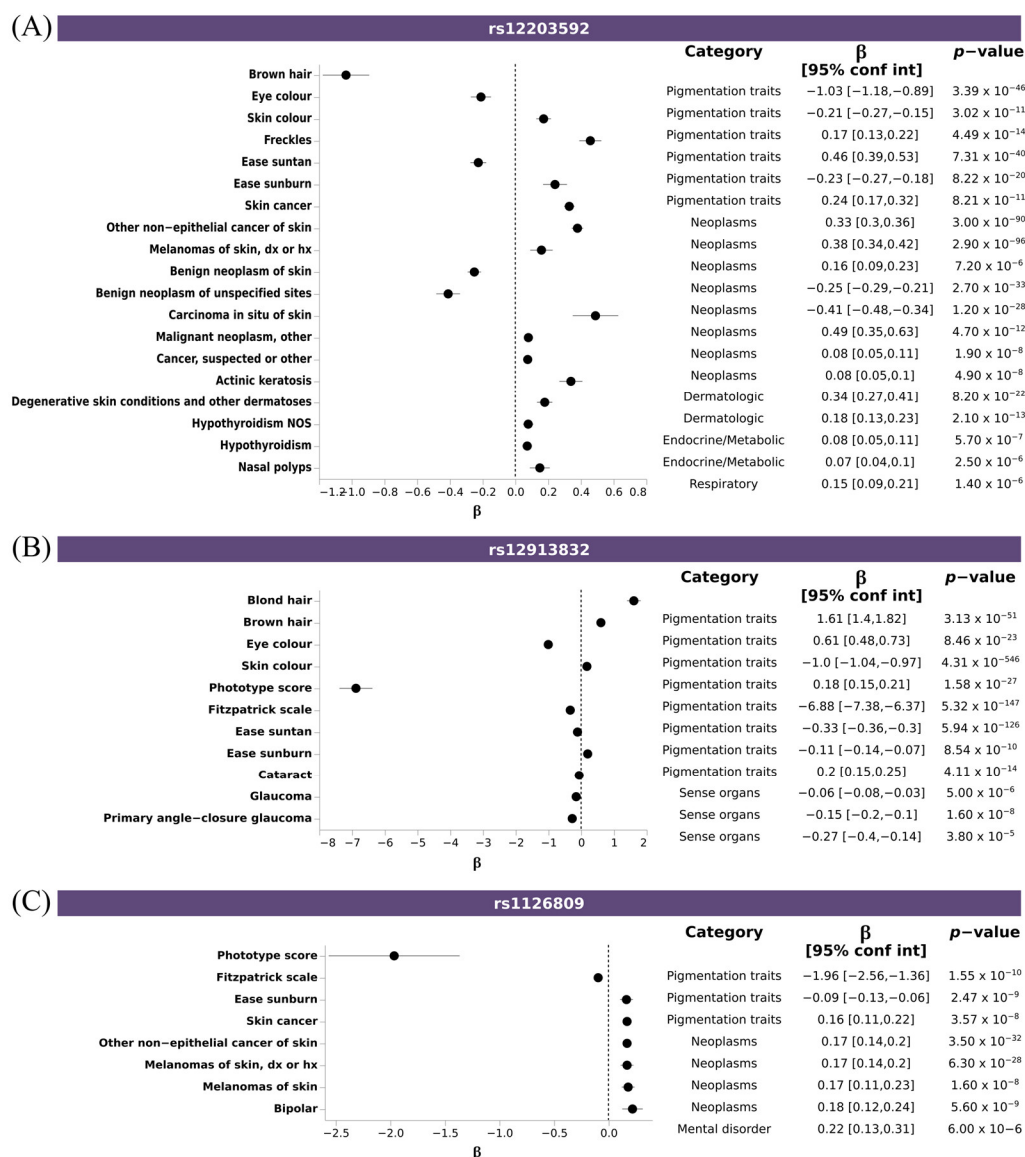 (A)
rs12203592
Category β p−value
[95% conf int]
Brown hair
Pigmentation traits −1.03 [−1.18,−0.89] 3.39 x 10⁻⁴⁶
Eye colour
Pigmentation traits −0.21 [−0.27,−0.15] 3.02 x 10⁻¹¹
Skin colour
Pigmentation traits 0.17 [0.13,0.22] 4.49 x 10⁻¹⁴
Freckles
Pigmentation traits 0.46 [0.39,0.53] 7.31 x 10⁻⁴⁰
Ease suntan
Pigmentation traits −0.23 [−0.27,−0.18] 8.22 x 10⁻²⁰
Ease sunburn
Pigmentation traits 0.24 [0.17,0.32] 8.21 x 10⁻¹¹
Skin cancer
Neoplasms 0.33 [0.3,0.36] 3.00 x 10⁻⁹⁰
Other non−epithelial cancer of skin
Neoplasms 0.38 [0.34,0.42] 2.90 x 10⁻⁹⁶
Melanomas of skin, dx or hx
Neoplasms 0.16 [0.09,0.23] 7.20 x 10⁻⁶
Benign neoplasm of skin
Neoplasms −0.25 [−0.29,−0.21] 2.70 x 10⁻³³
Benign neoplasm of unspecified sites
Neoplasms −0.41 [−0.48,−0.34] 1.20 x 10⁻²⁸
Carcinoma in situ of skin
Neoplasms 0.49 [0.35,0.63] 4.70 x 10⁻¹²
Malignant neoplasm, other
Neoplasms 0.08 [0.05,0.11] 1.90 x 10⁻⁸
Cancer, suspected or other
Neoplasms 0.08 [0.05,0.1] 4.90 x 10⁻⁸
Actinic keratosis
Dermatologic 0.34 [0.27,0.41] 8.20 x 10⁻²²
Degenerative skin conditions and other dermatoses
Dermatologic 0.18 [0.13,0.23] 2.10 x 10⁻¹³
Hypothyroidism NOS
Endocrine/Metabolic 0.08 [0.05,0.11] 5.70 x 10⁻⁷
Hypothyroidism
Endocrine/Metabolic 0.07 [0.04,0.1] 2.50 x 10⁻⁶
Nasal polyps
Respiratory 0.15 [0.09,0.21] 1.40 x 10⁻⁶
−1.2 −1.0 −0.8 −0.6 −0.4 −0.2 0.0 0.2 0.4 0.6 0.8
β
(B)
rs12913832
Category β p−value
[95% conf int]
Blond hair
Pigmentation traits 1.61 [1.4,1.82] 3.13 x 10⁻⁵¹
Brown hair
Pigmentation traits 0.61 [0.48,0.73] 8.46 x 10⁻²³
Eye colour
Pigmentation traits −1.0 [−1.04,−0.97] 4.31 x 10⁻⁵⁴⁶
Skin colour
Pigmentation traits 0.18 [0.15,0.21] 1.58 x 10⁻²⁷
Phototype score
Pigmentation traits −6.88 [−7.38,−6.37] 5.32 x 10⁻¹⁴⁷
Fitzpatrick scale
Pigmentation traits −0.33 [−0.36,−0.3] 5.94 x 10⁻¹²⁶
Ease suntan
Pigmentation traits −0.11 [−0.14,−0.07] 8.54 x 10⁻¹⁰
Ease sunburn
Pigmentation traits 0.2 [0.15,0.25] 4.11 x 10⁻¹⁴
Cataract
Sense organs −0.06 [−0.08,−0.03] 5.00 x 10⁻⁶
Glaucoma
Sense organs −0.15 [−0.2,−0.1] 1.60 x 10⁻⁸
Primary angle−closure glaucoma
Sense organs −0.27 [−0.4,−0.14] 3.80 x 10⁻⁵
−8 −7 −6 −5 −4 −3 −2 −1 0 1 2
β
(C)
rs1126809
Category β p−value
[95% conf int]
Phototype score
Pigmentation traits −1.96 [−2.56,−1.36] 1.55 x 10⁻¹⁰
Fitzpatrick scale
Pigmentation traits −0.09 [−0.13,−0.06] 2.47 x 10⁻⁹
Ease sunburn
Pigmentation traits 0.16 [0.11,0.22] 3.57 x 10⁻⁸
Skin cancer
Neoplasms 0.17 [0.14,0.2] 3.50 x 10⁻³²
Other non−epithelial cancer of skin
Neoplasms 0.17 [0.14,0.2] 6.30 x 10⁻²⁸
Melanomas of skin, dx or hx
Neoplasms 0.17 [0.11,0.23] 1.60 x 10⁻⁸
Melanomas of skin
Neoplasms 0.18 [0.12,0.24] 5.60 x 10⁻⁹
Bipolar
Mental disorder 0.22 [0.13,0.31] 6.00 x 10−6
−2.5 −2.0 −1.5 −1.0 −0.5 0.0
β